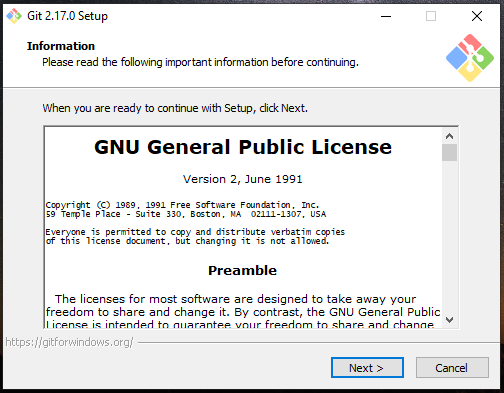 Git 2.17.0 Setup
Information
Please read the following important information before continuing.
When you are ready to continue with Setup, click Next.
GNU General Public License
Version 2, June 1991
Copyright (C) 1989, 1991 Free Software Foundation, Inc.
59 Temple Place - Suite 330, Boston, MA  02111-1307, USA
Everyone is permitted to copy and distribute verbatim copies
of this license document, but changing it is not allowed.
Preamble
The licenses for most software are designed to take away your
freedom to share and change it. By contrast, the GNU General Public
License is intended to guarantee your freedom to share and change
https://gitforwindows.org/
Next >
Cancel